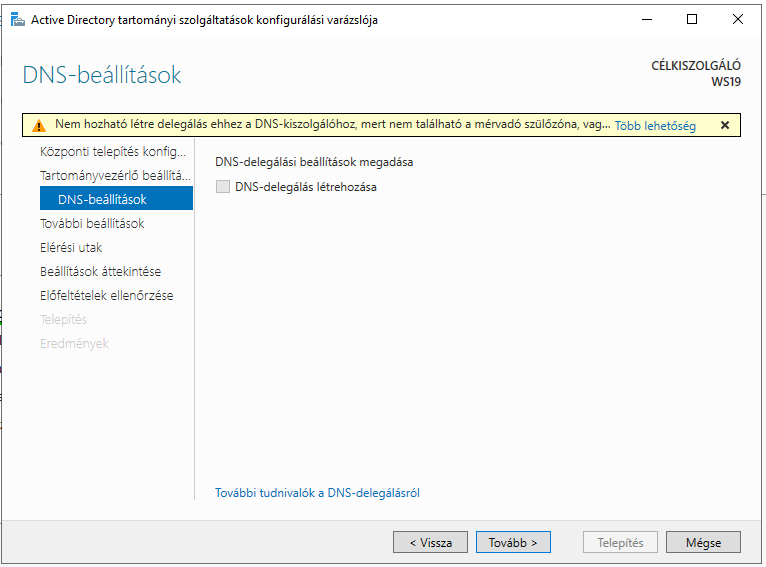 Active Directory tartományi szolgáltatások konfigurálási varázslója
DNS-beállítások
CÉLKISZOLGÁLÓ
WS19
Nem hozható létre delegálás ehhez a DNS-kiszolgálóhoz, mert nem található a mérvadó szülőzóna, vag... Több lehetőség
Központi telepítés konfig...
Tartományvezérlő beállítá...
DNS-beállítások
További beállítások
Elérési utak
Beállítások áttekintése
Előfeltételek ellenőrzése
Telepítés
Eredmények
DNS-delegálási beállítások megadása
DNS-delegálás létrehozása
További tudnivalók a DNS-delegálásról
< Vissza
Tovább >
Telepítés
Mégse